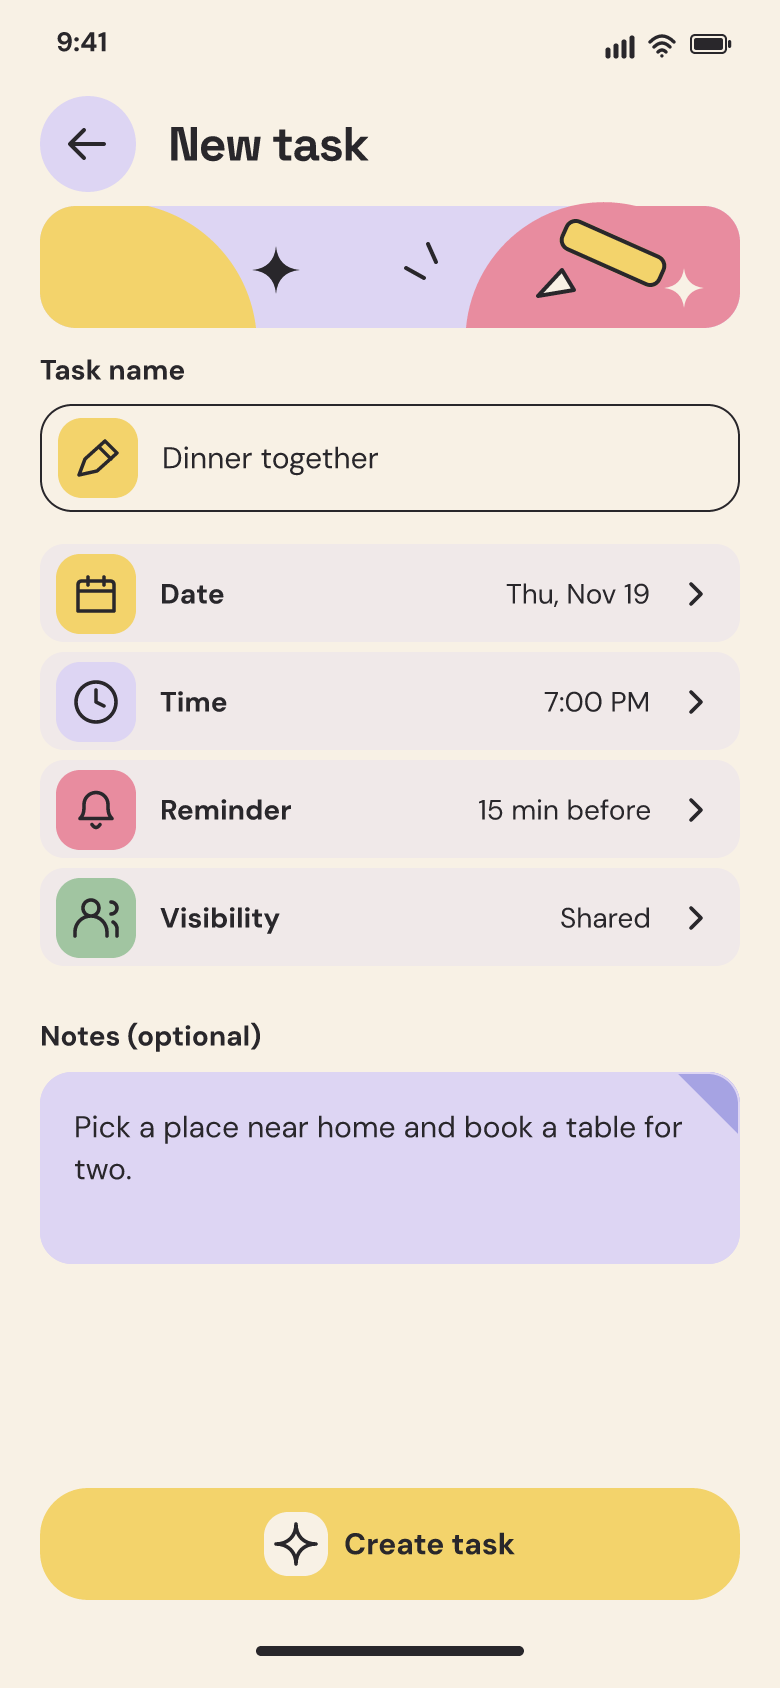 9:41
New task
Task name
Dinner together
Date Thu, Nov 19
Time 7:00 PM
Reminder 15 min before
Visibility Shared
Notes (optional)
Pick a place near home and book a table for
two.
Create task